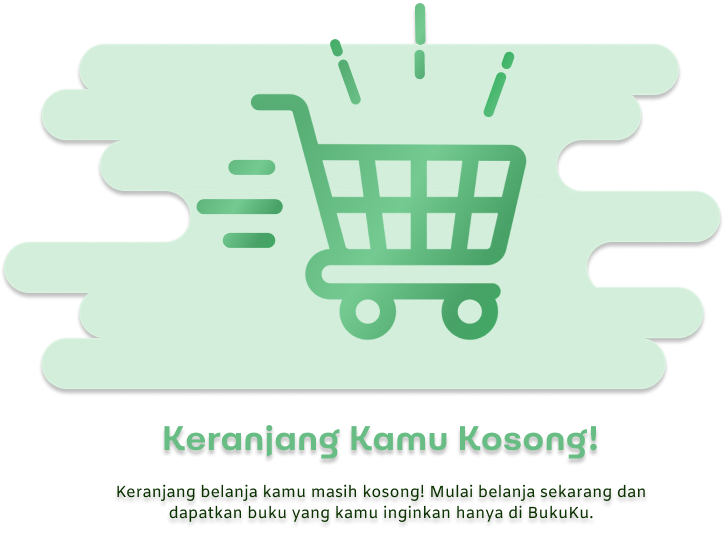 Keranjang Kamu Kosong!
Keranjang belanja kamu masih kosong! Mulai belanja sekarang dan
dapatkan buku yang kamu inginkan hanya di BukuKu.